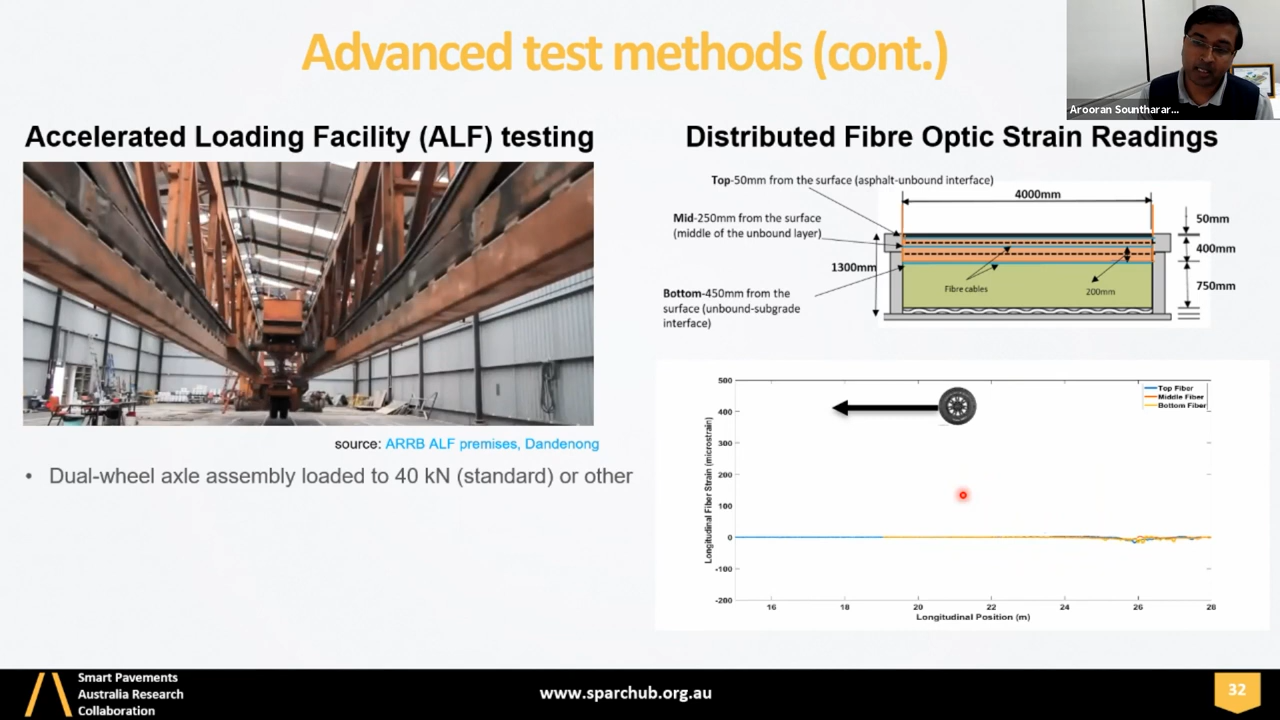 Advanced test methods (cont.)
Arooran Sountharar...
Accelerated Loading Facility (ALF) testing
source: ARRB ALF premises, Dandenong
• Dual-wheel axle assembly loaded to 40 kN (standard) or other
Distributed Fibre Optic Strain Readings
Top-50mm from the surface (asphalt-unbound interface)
4000mm
Mid-250mm from the surface
(middle of the unbound layer)
50mm
400mm
1300mm
750mm
Fibre cables
200mm
Bottom-450mm from the
surface (unbound-subgrade
interface)
Top Fiber
Middle Fiber
Bottom Fiber
Longitudinal Fiber Strain (microstrain)
500
400
300
200
100
0
-100
-200
16 18 20 22 24 26 28
Longitudinal Position (m)
Smart Pavements
Australia Research
Collaboration
www.sparchub.org.au
32